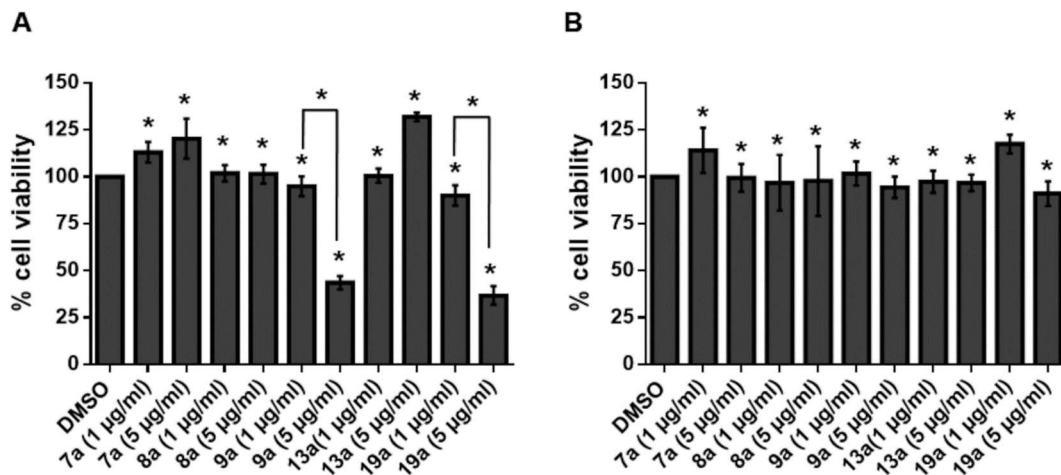 A
B
% cell viability
150
125
100
75
50
25
0
* * * * * * * * * * * *
DMSO
7a (1 µg/ml)
7a (5 µg/ml)
8a (1 µg/ml)
8a (5 µg/ml)
9a (1 µg/ml)
9a (5 µg/ml)
13a(1 µg/ml)
13a (5 µg/ml)
19a (1 µg/ml)
19a (5 µg/ml)
% cell viability
150
125
100
75
50
25
0
* * * * * * * * * *
DMSO
7a (1 µg/ml)
7a (5 µg/ml)
8a (1 µg/ml)
8a (5 µg/ml)
9a (1 µg/ml)
9a (5 µg/ml)
13a(1 µg/ml)
13a (5 µg/ml)
19a (1 µg/ml)
19a (5 µg/ml)